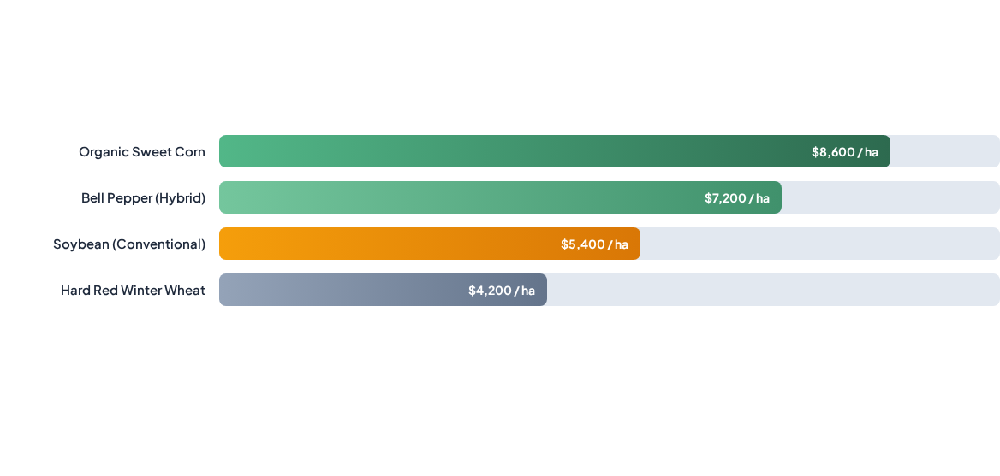 Organic Sweet Corn $8,600 / ha
Bell Pepper (Hybrid) $7,200 / ha
Soybean (Conventional) $5,400 / ha
Hard Red Winter Wheat $4,200 / ha